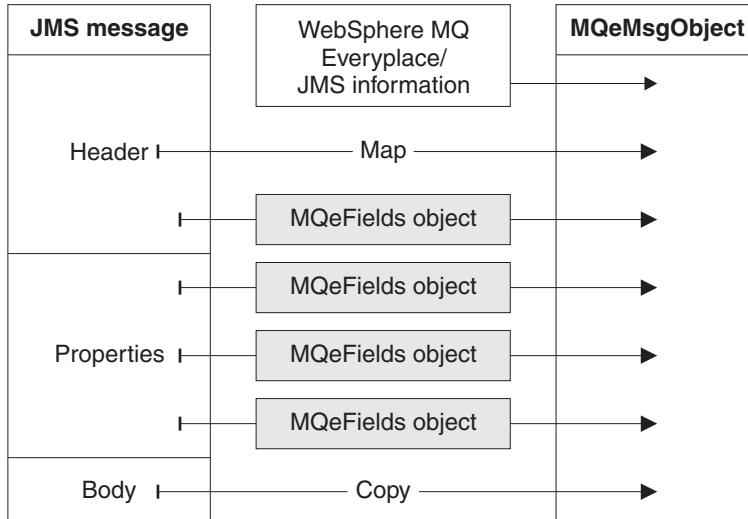 JMS message
WebSphere MQ
Everyplace/
JMS information
MQeMsgObject
Header
Map
MQeFields object
MQeFields object
Properties
MQeFields object
MQeFields object
Body
Copy